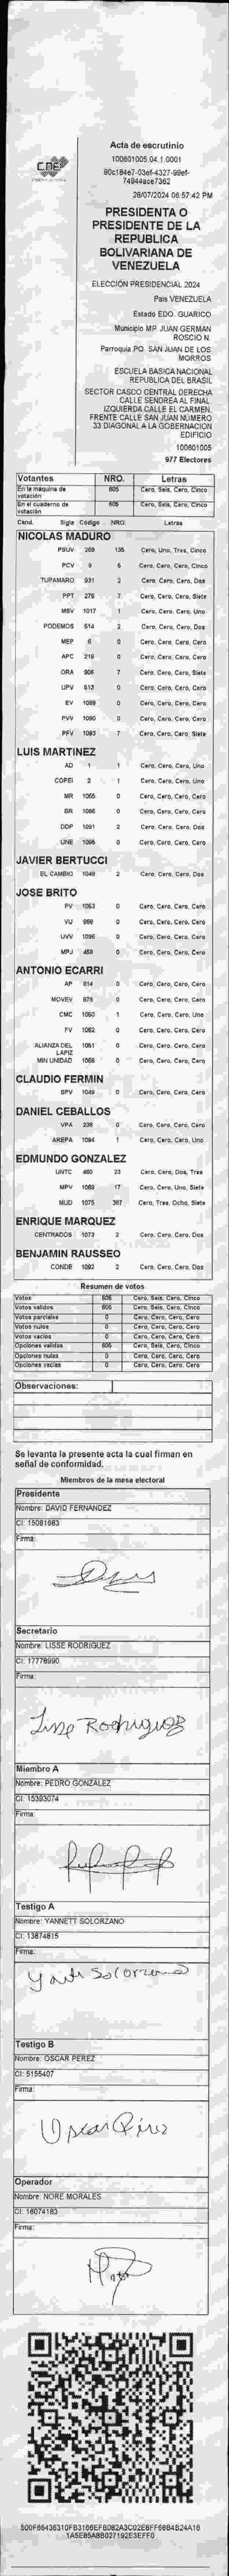 CNE
Acta de escrutinio
100601005.04.1.0001
90c184e7-03ef-4327-99ef-
74944ace7362
28/07/2024 06:57:42 PM
PRESIDENTA O
PRESIDENTE DE LA
REPUBLICA
BOLIVARIANA DE
VENEZUELA
ELECCIÓN PRESIDENCIAL 2024
País VENEZUELA
Estado EDO. GUARICO
Municipio MP. JUAN GERMAN
ROSCIO N.
Parroquia PQ. SAN JUAN DE LOS
MORROS
ESCUELA BASICA NACIONAL
REPUBLICA DEL BRASIL
SECTOR CASCO CENTRAL DERECHA
CALLE SENDREA AL FINAL.
IZQUIERDA CALLE EL CARMEN.
FRENTE CALLE SAN JUAN NÚMERO
33 DIAGONAL A LA GOBERNACION
EDIFICIO
100601005
977 Electores
Votantes NRO. Letras
En la máquina de votación 605 Cero, Seis, Cero, Cinco
En el cuaderno de votación 605 Cero, Seis, Cero, Cinco
Cand. Sigla Código NRO. Letras
NICOLAS MADURO
PSUV 269 135 Cero, Uno, Tres, Cinco
PCV 9 5 Cero, Cero, Cero, Cinco
TUPAMARO 931 2 Cero, Cero, Cero, Dos
PPT 276 7 Cero, Cero, Cero, Siete
MSV 1017 1 Cero, Cero, Cero, Uno
PODEMOS 514 2 Cero, Cero, Cero, Dos
MEP 6 0 Cero, Cero, Cero, Cero
APC 219 0 Cero, Cero, Cero, Cero
ORA 906 7 Cero, Cero, Cero, Siete
UPV 613 0 Cero, Cero, Cero, Cero
EV 1099 0 Cero, Cero, Cero, Cero
PVV 1090 0 Cero, Cero, Cero, Cero
PFV 1083 7 Cero, Cero, Cero, Siete
LUIS MARTINEZ
AD 1 1 Cero, Cero, Cero, Uno
COPEI 2 1 Cero, Cero, Cero, Uno
MR 1065 0 Cero, Cero, Cero, Cero
BR 1066 0 Cero, Cero, Cero, Cero
DDP 1091 2 Cero, Cero, Cero, Dos
UNE 1096 0 Cero, Cero, Cero, Cero
JAVIER BERTUCCI
EL CAMBIO 1048 2 Cero, Cero, Cero, Dos
JOSE BRITO
PV 1063 0 Cero, Cero, Cero, Cero
VU 988 0 Cero, Cero, Cero, Cero
UVV 1095 0 Cero, Cero, Cero, Cero
MPJ 459 0 Cero, Cero, Cero, Cero
ANTONIO ECARRI
AP 814 0 Cero, Cero, Cero, Cero
MOVEV 878 0 Cero, Cero, Cero, Cero
CMC 1050 1 Cero, Cero, Cero, Uno
FV 1062 0 Cero, Cero, Cero, Cero
ALIANZA DEL LAPIZ 1051 0 Cero, Cero, Cero, Cero
MIN UNIDAD 1068 0 Cero, Cero, Cero, Cero
CLAUDIO FERMIN
SPV 1049 0 Cero, Cero, Cero, Cero
DANIEL CEBALLOS
VPA 236 0 Cero, Cero, Cero, Cero
AREPA 1094 1 Cero, Cero, Cero, Uno
EDMUNDO GONZALEZ
UNTC 460 23 Cero, Cero, Dos, Tres
MPV 1069 17 Cero, Cero, Uno, Siete
MUD 1075 387 Cero, Tres, Ocho, Siete
ENRIQUE MARQUEZ
CENTRADOS 1073 2 Cero, Cero, Cero, Dos
BENJAMIN RAUSSEO
CONDE 1092 2 Cero, Cero, Cero, Dos
Resumen de votos
Votos 605 Cero, Seis, Cero, Cinco
Votos válidos 605 Cero, Seis, Cero, Cinco
Votos parciales 0 Cero, Cero, Cero, Cero
Votos nulos 0 Cero, Cero, Cero, Cero
Votos vacíos 0 Cero, Cero, Cero, Cero
Opciones válidas 605 Cero, Seis, Cero, Cinco
Opciones nulas 0 Cero, Cero, Cero, Cero
Opciones vacías 0 Cero, Cero, Cero, Cero
Observaciones:
Se levanta la presente acta la cual firman en
señal de conformidad.
Miembros de la mesa electoral
Presidente
Nombre: DAVID FERNANDEZ
CI: 15081683
Firma:
Secretario
Nombre: LISSE RODRIGUEZ
CI: 17778990
Firma:
Lisse Rodriguez
Miembro A
Nombre: PEDRO GONZALEZ
CI: 15393074
Firma:
Testigo A
Nombre: YANNETT SOLORZANO
CI: 13874815
Firma:
Solorzano
Testigo B
Nombre: OSCAR PEREZ
CI: 5155407
Firma:
Oscar Pérez
Operador
Nombre: NORE MORALES
CI: 16074183
Firma: